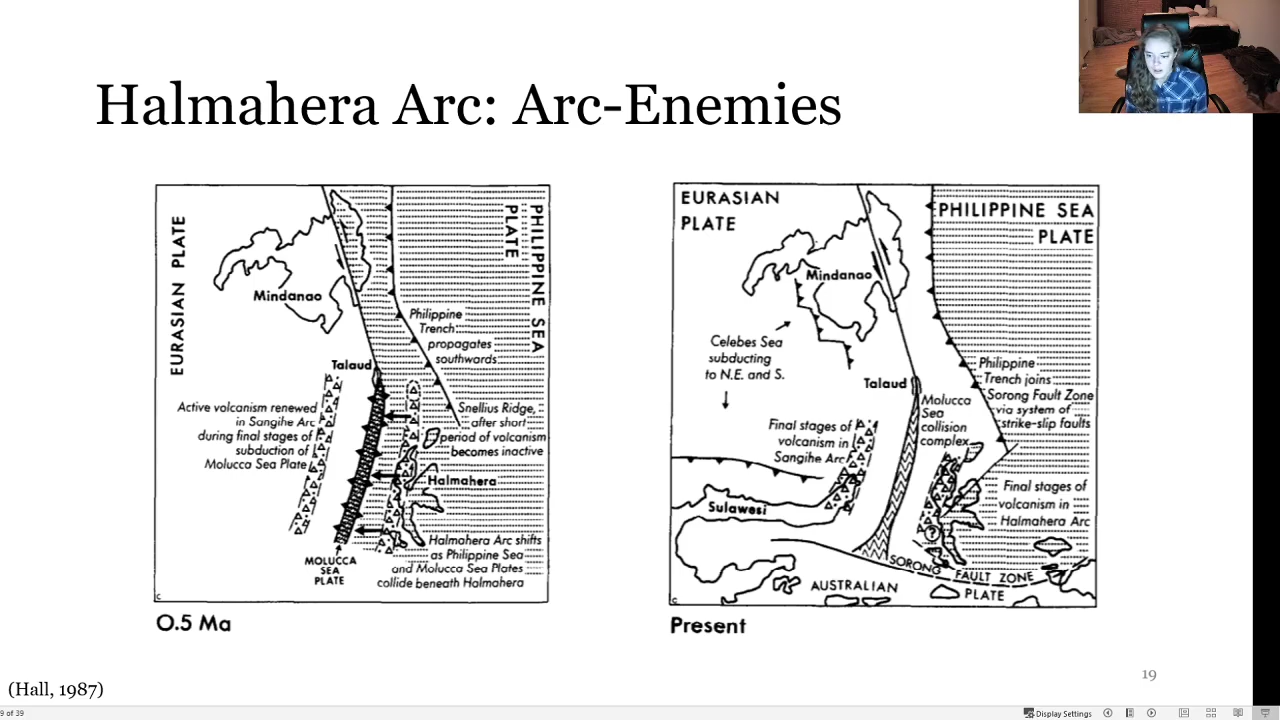 Halmahera Arc: Arc-Enemies
EURASIAN PLATE
PHILIPPINE SEA
PLATE
Mindanao
Philippine
Trench
propagates
southwards
Talaud
Active volcanism renewed
in Sangihe Arc
during final stages of
subduction of
Molucca Sea Plate
Snellius Ridge,
after short
period of volcanism
becomes inactive
Halmahera
Halmahera Arc shifts
as Philippine Sea
and Molucca Sea Plates
collide beneath Halmahera
MOLUCCA
SEA
PLATE
c
0.5 Ma
EURASIAN
PLATE
PHILIPPINE SEA
PLATE
Mindanao
Celebes Sea
subducting
to N.E. and S.
Talaud
Molucca
Sea
collision
complex
Philippine
Trench joins
Sorong Fault Zone
via system of
strike-slip faults
Final stages of
volcanism in
Sangihe Arc
Final stages of
volcanism in
Halmahera Arc
Sulawesi
?
SORONG FAULT ZONE
AUSTRALIAN PLATE
c
Present
(Hall, 1987)
19
9 of 39
Display Settings